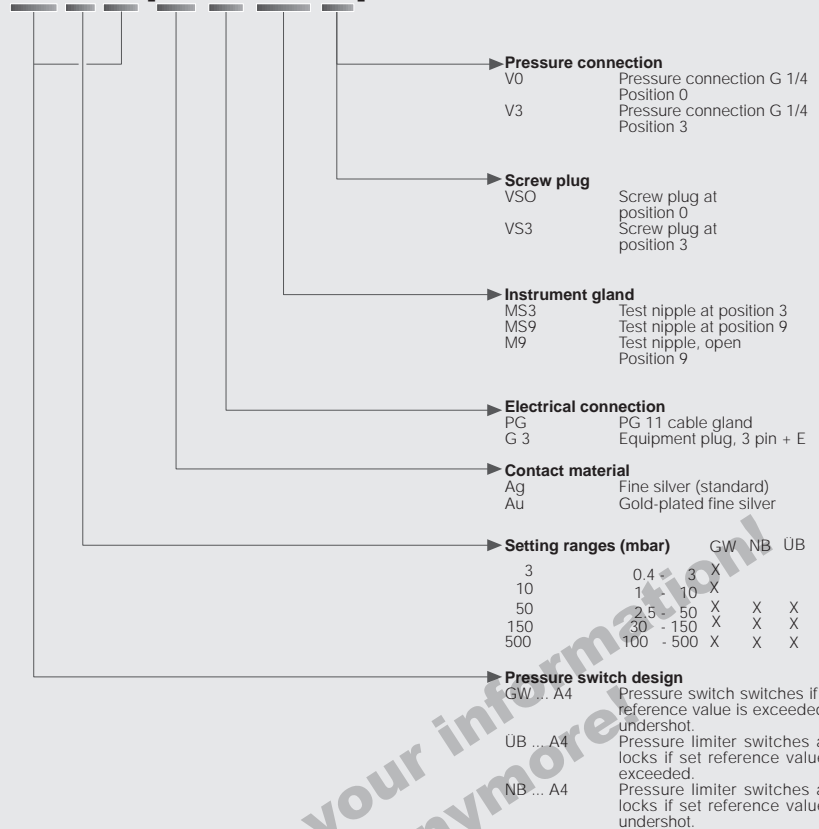 Pressure connection
V0 Pressure connection G 1/4
Position 0
V3 Pressure connection G 1/4
Position 3
Screw plug
VSO Screw plug at
position 0
VS3 Screw plug at
position 3
Instrument gland
MS3 Test nipple at position 3
MS9 Test nipple at position 9
M9 Test nipple, open
Position 9
Electrical connection
PG PG 11 cable gland
G 3 Equipment plug, 3 pin + E
Contact material
Ag Fine silver (standard)
Au Gold-plated fine silver
Setting ranges (mbar) GW NB ÜB
3 0.4 - 3 X
10 1 - 10 X
50 2.5 - 50 X X X
150 30 - 150 X X X
500 100 - 500 X X X
Pressure switch design
GW ... A4 Pressure switch switches if
reference value is exceeded
undershot.
ÜB ... A4 Pressure limiter switches
locks if set reference value
exceeded.
NB ... A4 Pressure limiter switches
locks if set reference value
undershot.
your information!
anymore!